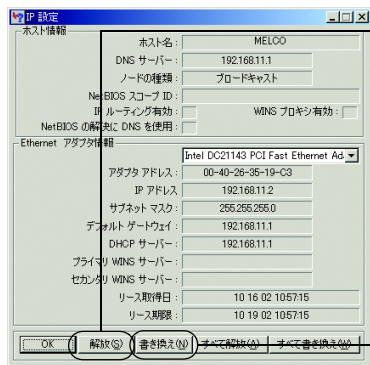 IP 設定
ホスト情報
ホスト名： MELCO
DNS サーバー： 192.168.11.1
ノードの種類： ブロードキャスト
NetBIOS スコープ ID：
IP ルーティング有効： WINS プロキシ有効：
NetBIOS の解決に DNS を使用：
Ethernet アダプタ情報
Intel DC21143 PCI Fast Ethernet Ad
アダプタ アドレス： 00-40-26-35-19-C3
IP アドレス： 192.168.11.2
サブネット マスク： 255.255.255.0
デフォルト ゲートウェイ： 192.168.11.1
DHCP サーバー： 192.168.11.1
プライマリ WINS サーバー：
セカンダリ WINS サーバー：
リース取得日： 10 16 02 10:57:15
リース期限： 10 19 02 10:57:15
OK 解放(S) 書き換え(N) すべて解放(A) すべて書き換え(W)